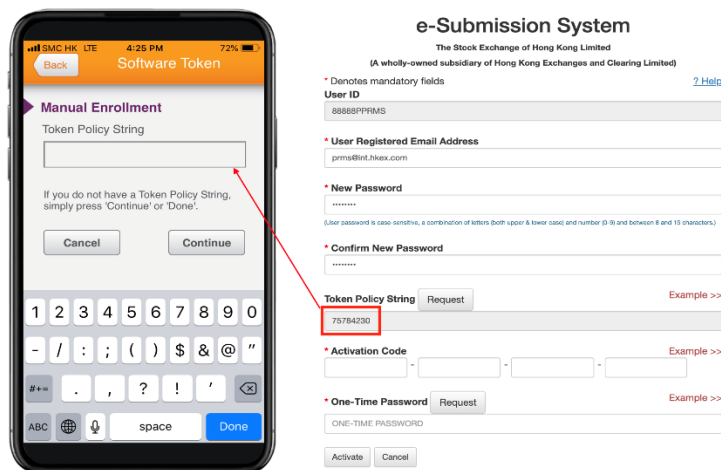 SMC HK LTE 4:25 PM 72%
Back Software Token
Manual Enrollment
Token Policy String
If you do not have a Token Policy String,
simply press 'Continue' or 'Done'.
Cancel Continue
1 2 3 4 5 6 7 8 9 0
- / : ; ( ) $ & @ "
#+= . , ? ! '
ABC space Done
e-Submission System
The Stock Exchange of Hong Kong Limited
(A wholly-owned subsidiary of Hong Kong Exchanges and Clearing Limited)
* Denotes mandatory fields ? Help
User ID
88888PPRMS
* User Registered Email Address
prms@int.hkex.com
* New Password
········
(User password is case-sensitive, a combination of letters (both upper & lower case) and number (0-9) and between 8 and 15 characters.)
* Confirm New Password
········
Token Policy String Request Example >>
75784230
* Activation Code Example >>
- - -
* One-Time Password Request Example >>
ONE-TIME PASSWORD
Activate Cancel